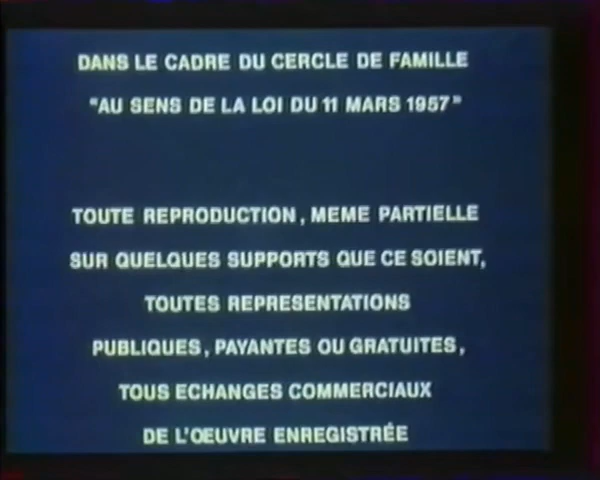 DANS LE CADRE DU CERCLE DE FAMILLE
"AU SENS DE LA LOI DU 11 MARS 1957"
TOUTE REPRODUCTION, MEME PARTIELLE
SUR QUELQUES SUPPORTS QUE CE SOIENT,
TOUTES REPRESENTATIONS
PUBLIQUES, PAYANTES OU GRATUITES,
TOUS ECHANGES COMMERCIAUX
DE L'OEUVRE ENREGISTRÉE